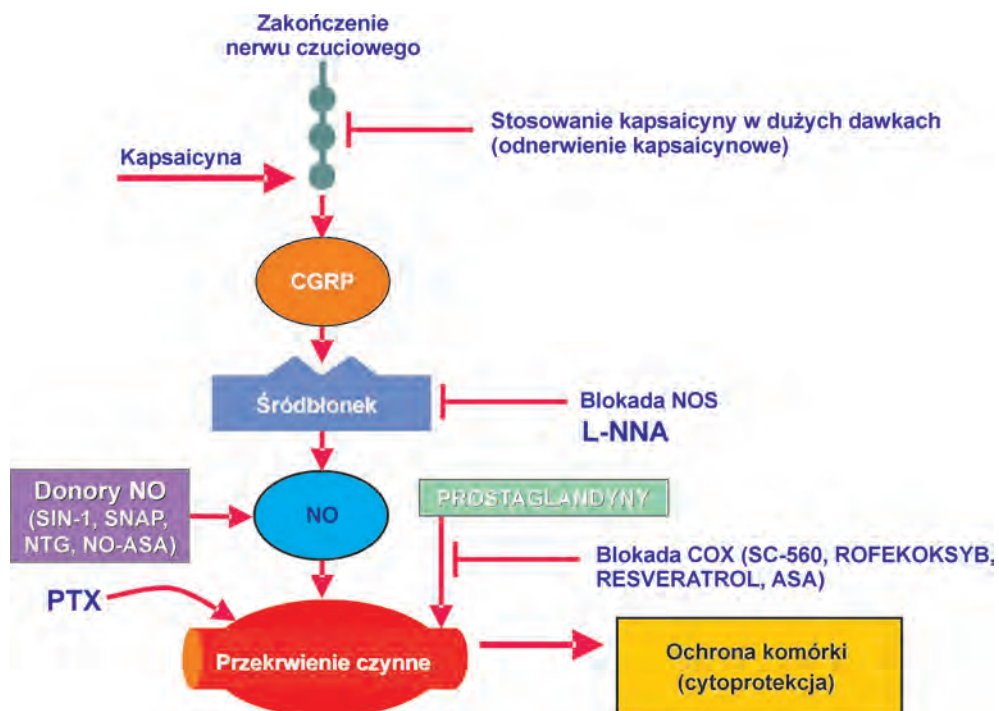 Zakończenie
nerwu czuciowego
Stosowanie kapsaicyny w dużych dawkach
(odnerwienie kapsaicynowe)
Kapsaicyna
CGRP
Śródbłonek
Blokada NOS
L-NNA
Donory NO
(SIN-1, SNAP,
NTG, NO-ASA)
NO
PROSTAGLANDYNY
Blokada COX (SC-560, ROFEKOKSYB,
RESVERATROL, ASA)
PTX
Przekrwienie czynne
Ochrona komórki
(cytoprotekcja)